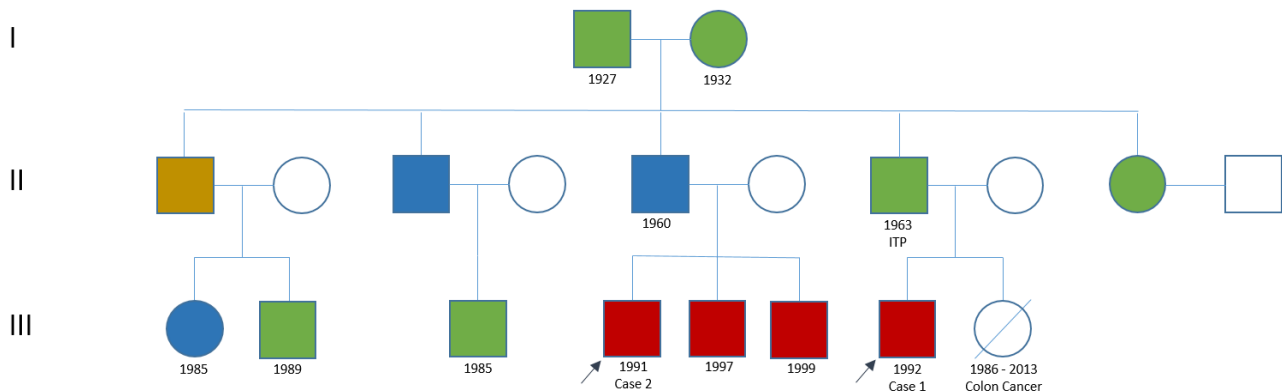 I
1927 1932
II
1960 1963
ITP
III
1985 1989 1985 1991 1997 1999 1992 1986 - 2013
Case 2 Case 1 Colon Cancer